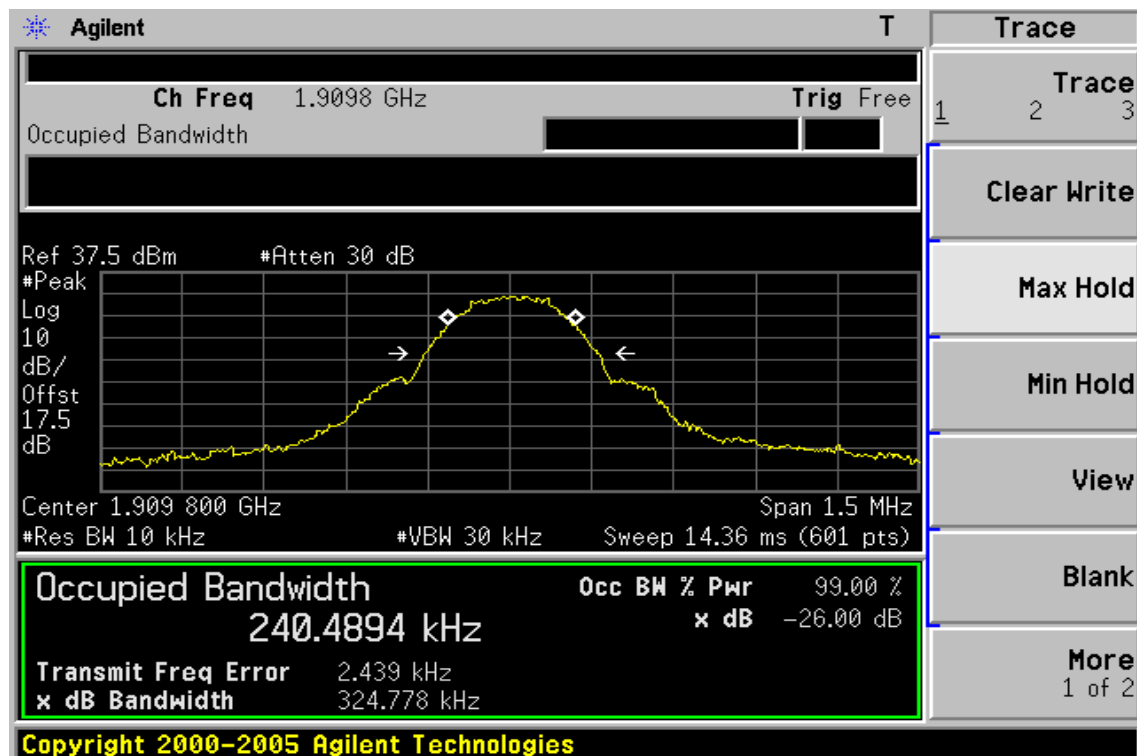 Agilent T
Ch Freq 1.9098 GHz Trig Free
Occupied Bandwidth
Ref 37.5 dBm #Atten 30 dB
#Peak
Log
10
dB/
Offst
17.5
dB
Center 1.909 800 GHz Span 1.5 MHz
#Res BW 10 kHz #VBW 30 kHz Sweep 14.36 ms (601 pts)
Occupied Bandwidth
240.4894 kHz
Occ BW % Pwr 99.00 %
x dB -26.00 dB
Transmit Freq Error 2.439 kHz
x dB Bandwidth 324.778 kHz
Copyright 2000-2005 Agilent Technologies
Trace
Trace
1 2 3
Clear Write
Max Hold
Min Hold
View
Blank
More
1 of 2